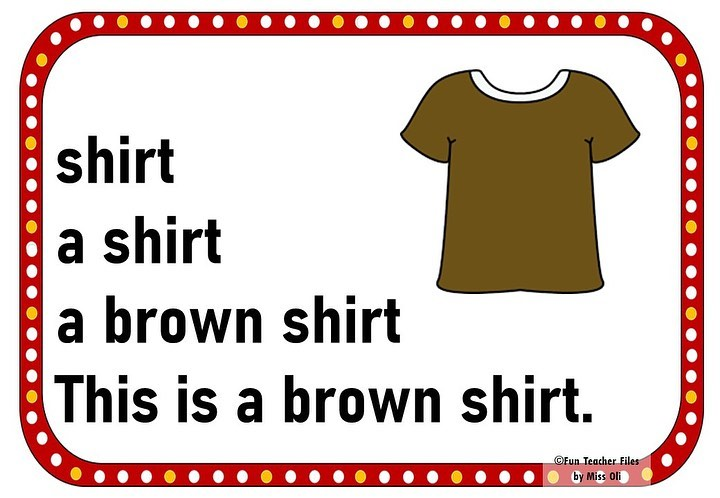 shirt
a shirt
a brown shirt
This is a brown shirt.
©Fun Teacher Files
by Miss Oli